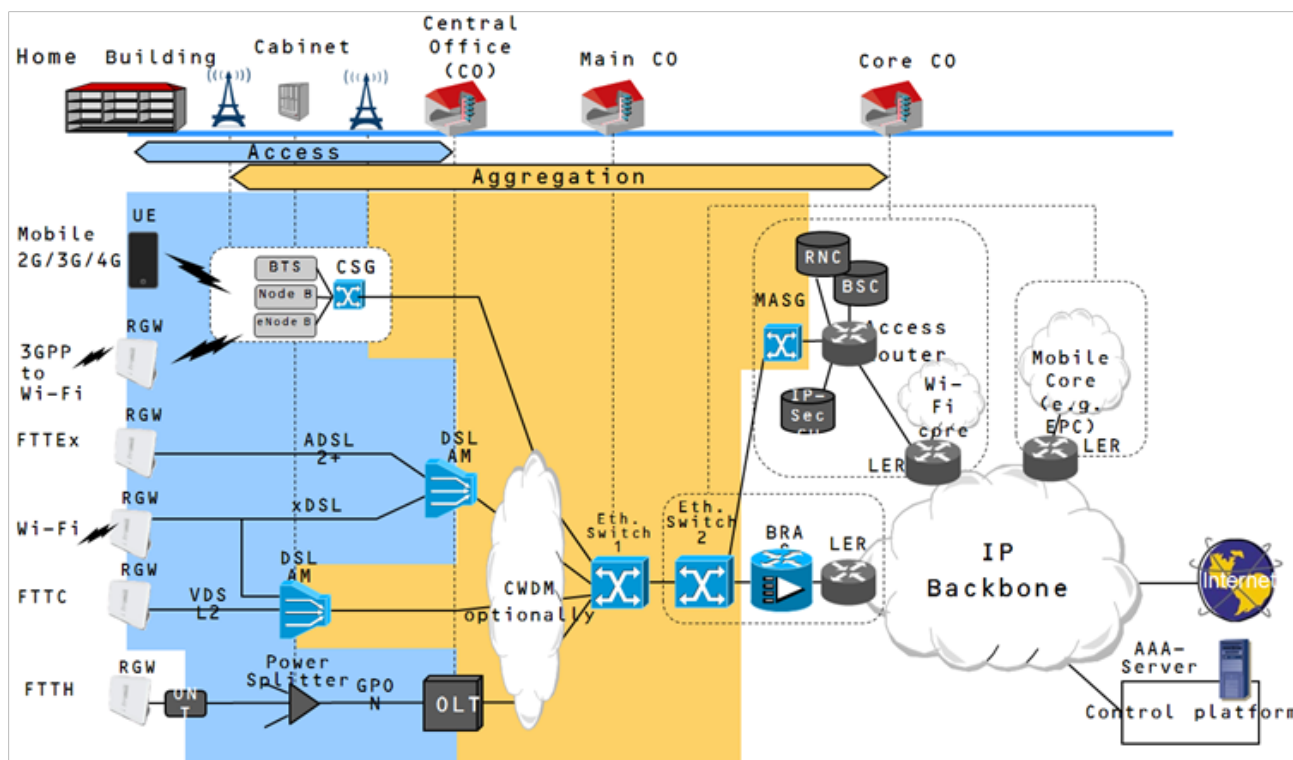 Home
Building
Cabinet
Central
Office
(CO)
Main CO
Core CO
Access
Aggregation
UE
Mobile
2G/3G/4G
BTS
Node B
eNode B
CSG
RGW
3GPP
to
Wi-Fi
RNC
BSC
MASG
Access
Router
IP-
Sec
Wi-
Fi
core
Mobile
Core
(e.g.
EPC)
LER
LER
RGW
FTTEx
ADSL
2+
DSL
AM
RGW
Wi-Fi
xDSL
Eth.
Switch
1
Eth.
Switch
2
BRA
LER
IP
Backbone
Internet
RGW
FTTC
VDS
L2
DSL
AM
CWDM
optionally
RGW
FTTH
ON
T
Power
Splitter
GPO
N
OLT
AAA-
Server
Control platform